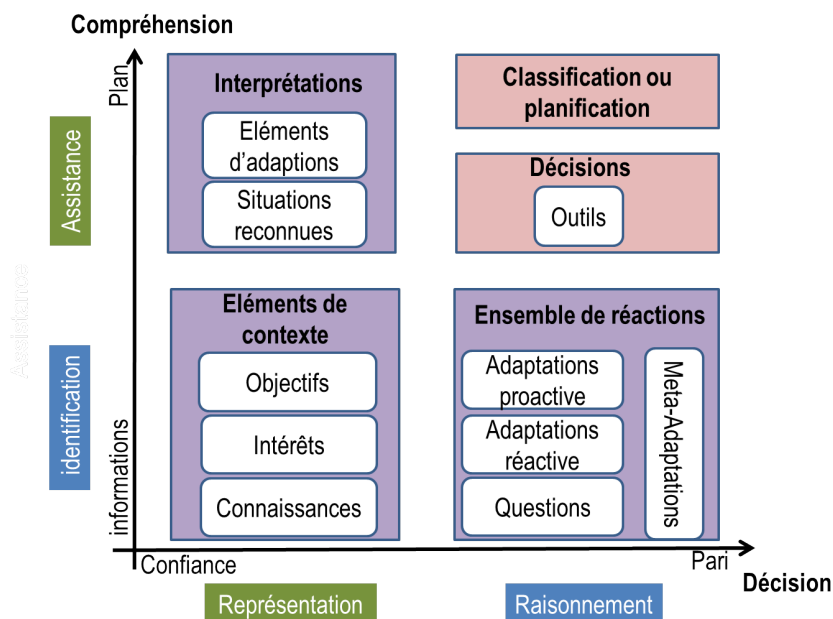 Compréhension
Plan
Interprétations
Eléments
d'adaptions
Situations
reconnues
Classification ou
planification
Décisions
Outils
Assistance
Assistance
identification
informations
Eléments de
contexte
Objectifs
Intérêts
Connaissances
Ensemble de réactions
Adaptations
proactive
Adaptations
réactive
Questions
Meta-Adaptations
Confiance
Pari
Décision
Représentation
Raisonnement